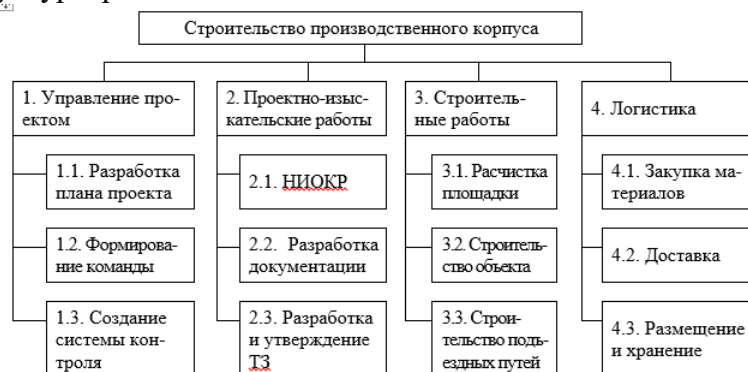 Строительство производственного корпуса
1. Управление про-
ектом
1.1. Разработка
плана проекта
1.2. Формирова-
ние команды
1.3. Создание
системы кон-
троля
2. Проектно-изыс-
кательские работы
2.1. НИОКР
2.2. Разработка
документации
2.3. Разработка
и утверждение
ТЗ
3. Строитель-
ные работы
3.1. Расчистка
площадки
3.2. Строитель-
ство объекта
3.3. Строи-
тельство подъ-
ездных путей
4. Логистика
4.1. Закупка ма-
териалов
4.2. Доставка
4.3. Размещение
и хранение